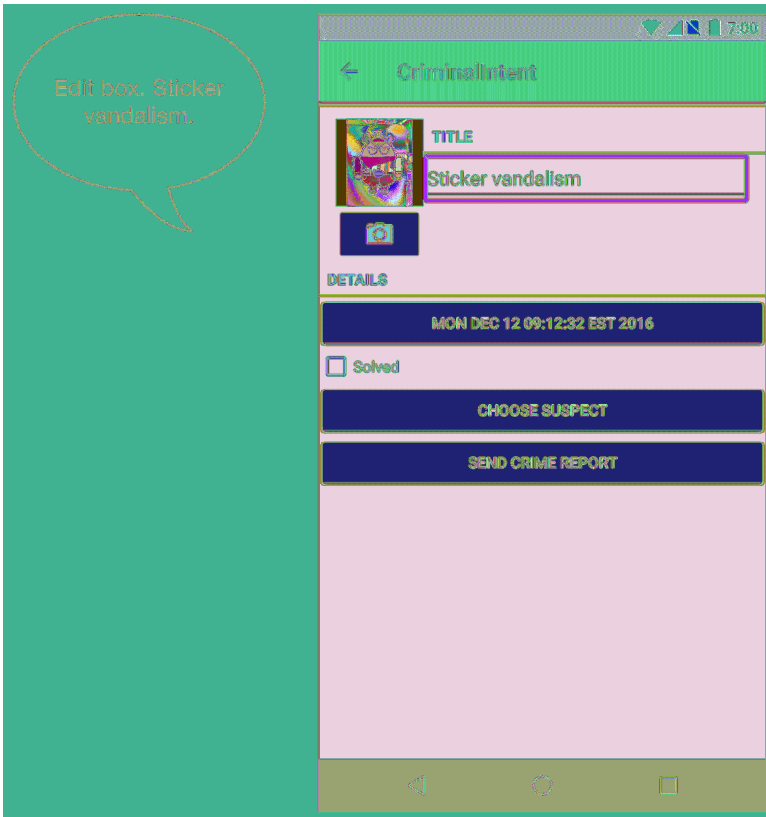 Edit box. Sticker
vandalism.
7:00
CriminalIntent
TITLE
Sticker vandalism
DETAILS
MON DEC 12 09:12:32 EST 2016
Solved
CHOOSE SUSPECT
SEND CRIME REPORT